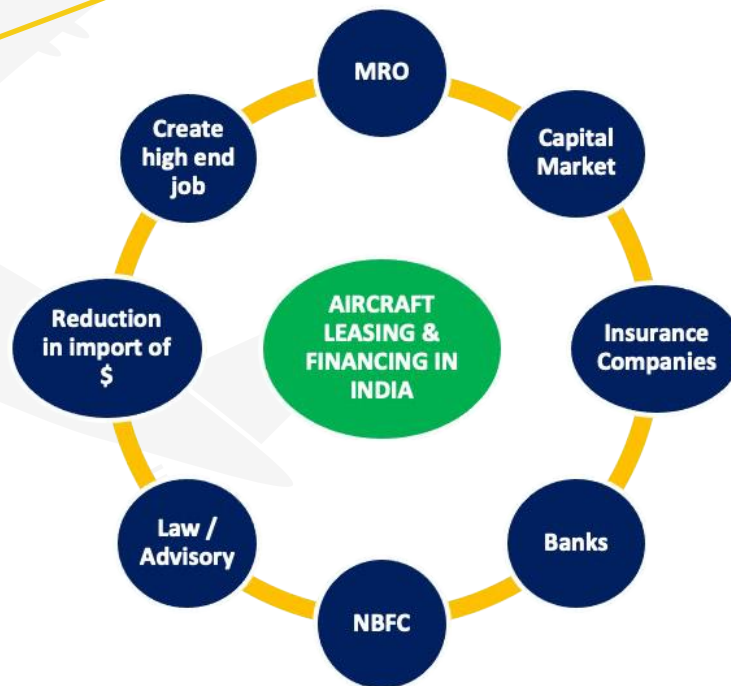 MRO
Capital
Market
Insurance
Companies
Banks
NBFC
Law /
Advisory
Reduction
in import of
$
Create
high end
job
AIRCRAFT
LEASING &
FINANCING IN
INDIA